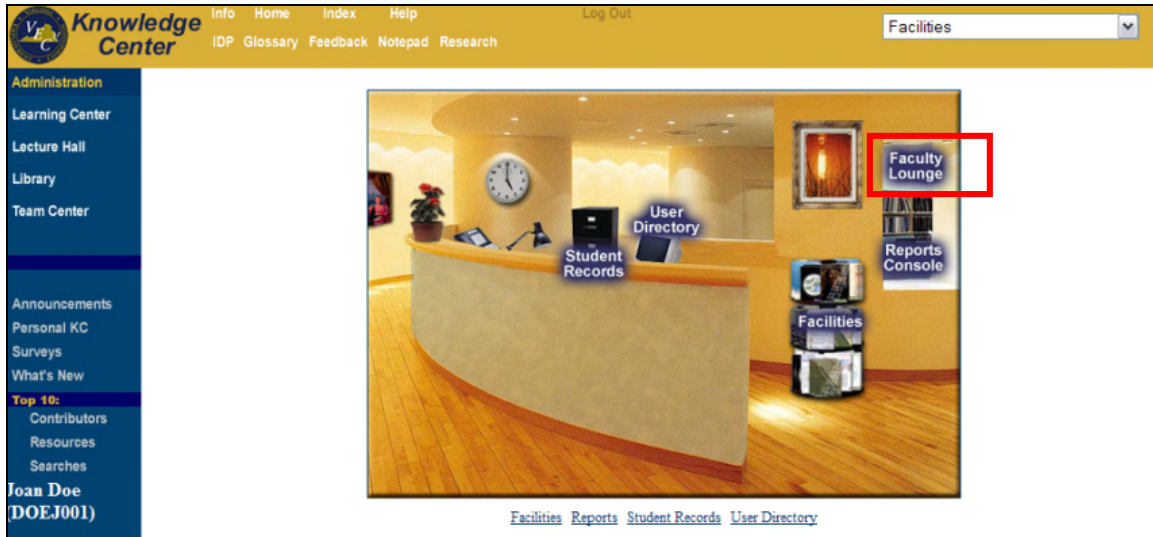 VEC
Knowledge
Center
Info Home Index Help Log Out
IDP Glossary Feedback Notepad Research
Facilities
Administration
Learning Center
Lecture Hall
Library
Team Center
Announcements
Personal KC
Surveys
What's New
Top 10:
Contributors
Resources
Searches
Joan Doe
(DOEJ001)
Faculty
Lounge
User
Directory
Student
Records
Reports
Console
Facilities
Facilities Reports Student Records User Directory